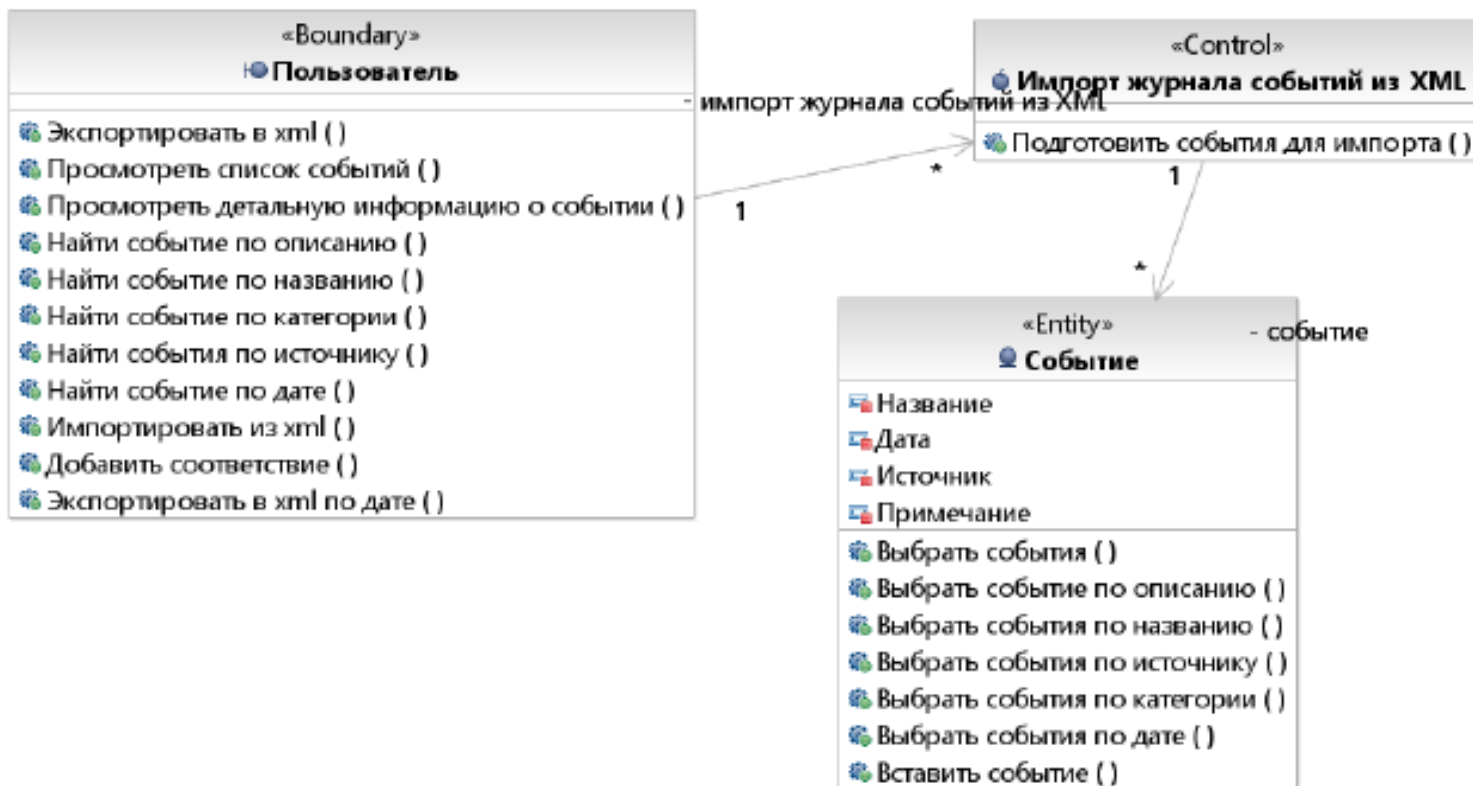 «Boundary»
Пользователь
Экспортировать в xml ( )
Просмотреть список событий ( )
Просмотреть детальную информацию о событии ( )
Найти событие по описанию ( )
Найти событие по названию ( )
Найти событие по категории ( )
Найти события по источнику ( )
Найти событие по дате ( )
Импортировать из xml ( )
Добавить соответствие ( )
Экспортировать в xml по дате ( )
- импорт журнала событий из XML
1
*
«Control»
Импорт журнала событий из XML
Подготовить события для импорта ( )
1
*
- событие
«Entity»
Событие
Название
Дата
Источник
Примечание
Выбрать события ( )
Выбрать событие по описанию ( )
Выбрать события по названию ( )
Выбрать события по источнику ( )
Выбрать события по категории ( )
Выбрать события по дате ( )
Вставить событие ( )